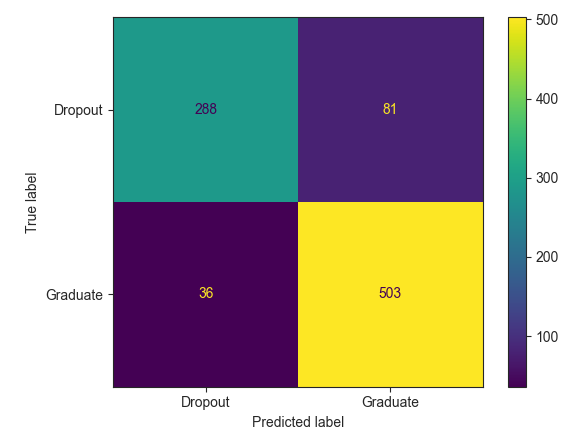 500
Dropout
288
81
400
True label
300
200
Graduate
36
503
100
Dropout
Graduate
Predicted label